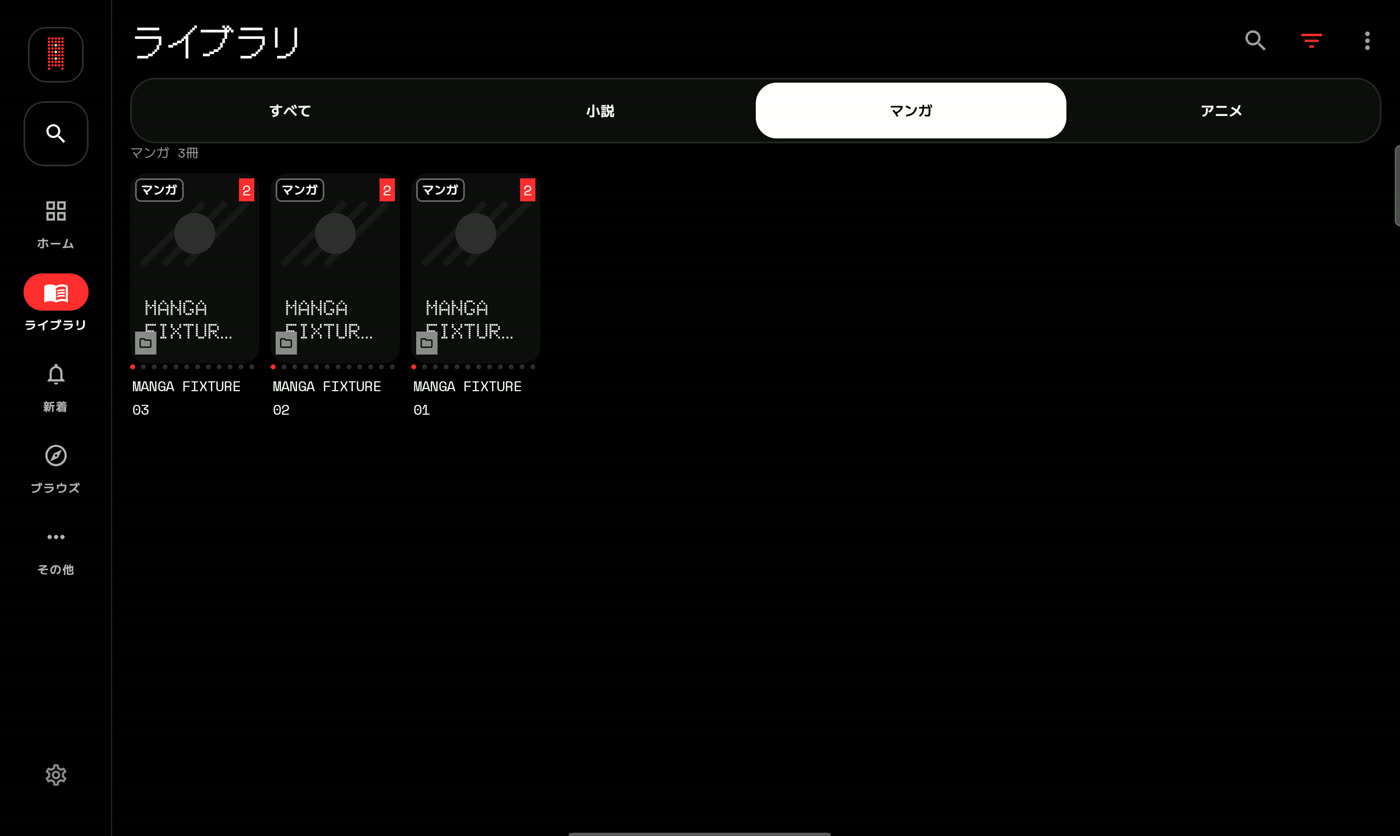 ライブラリ
すべて
小説
マンガ
アニメ
マンガ 3冊
ホーム
ライブラリ
新着
ブラウズ
その他
マンガ
2
MANGA
FIXTUR...
MANGA FIXTURE
03
マンガ
2
MANGA
FIXTUR...
MANGA FIXTURE
02
マンガ
2
MANGA
FIXTUR...
MANGA FIXTURE
01